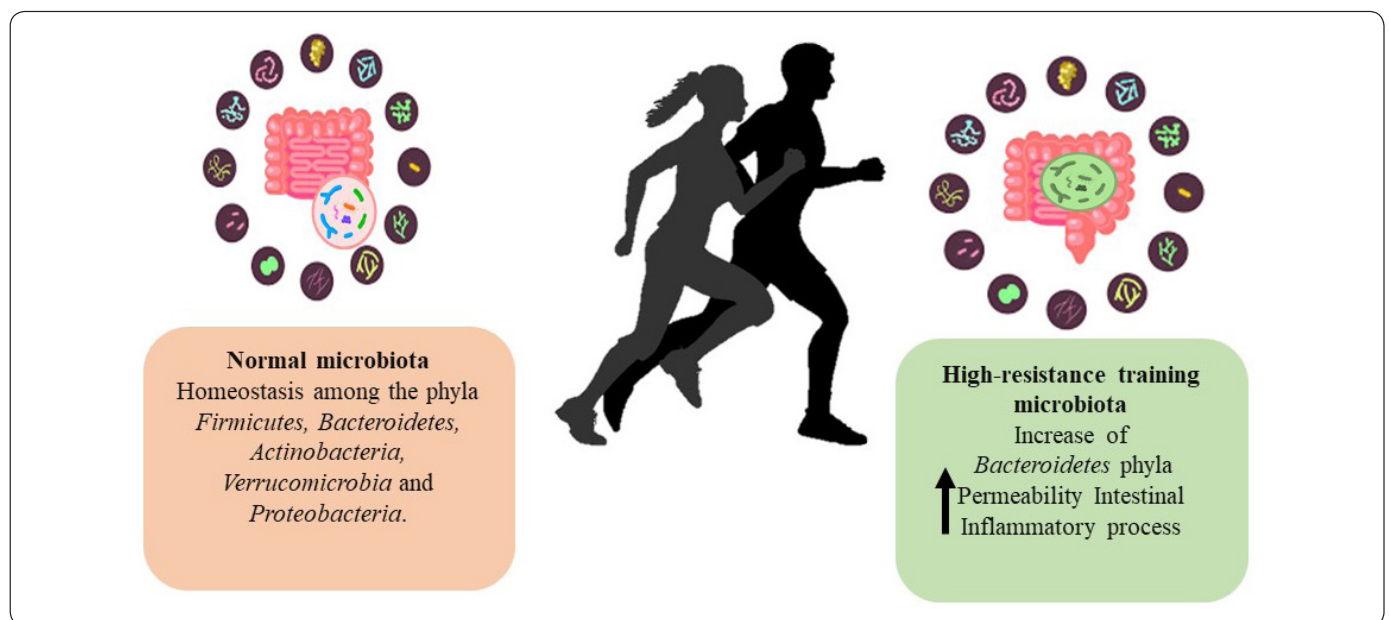 Normal microbiota
Homeostasis among the phyla
Firmicutes, Bacteroidetes,
Actinobacteria,
Verrucomicrobia and
Proteobacteria.
High-resistance training
microbiota
Increase of
Bacteroidetes phyla
Permeability Intestinal
Inflammatory process